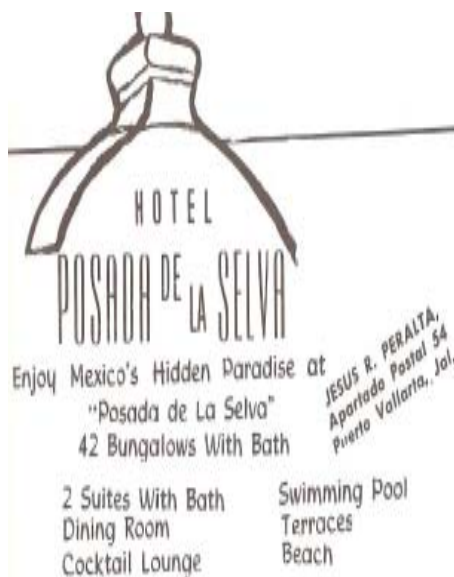 HOTEL
POSADA DE LA SELVA
Enjoy Mexico's Hidden Paradise at
"Posada de La Selva"
42 Bungalows With Bath
JESUS R. PERALTA,
Apartado Postal 54
Puerto Vallarta, Jal.
2 Suites With Bath
Dining Room
Cocktail Lounge
Swimming Pool
Terraces
Beach